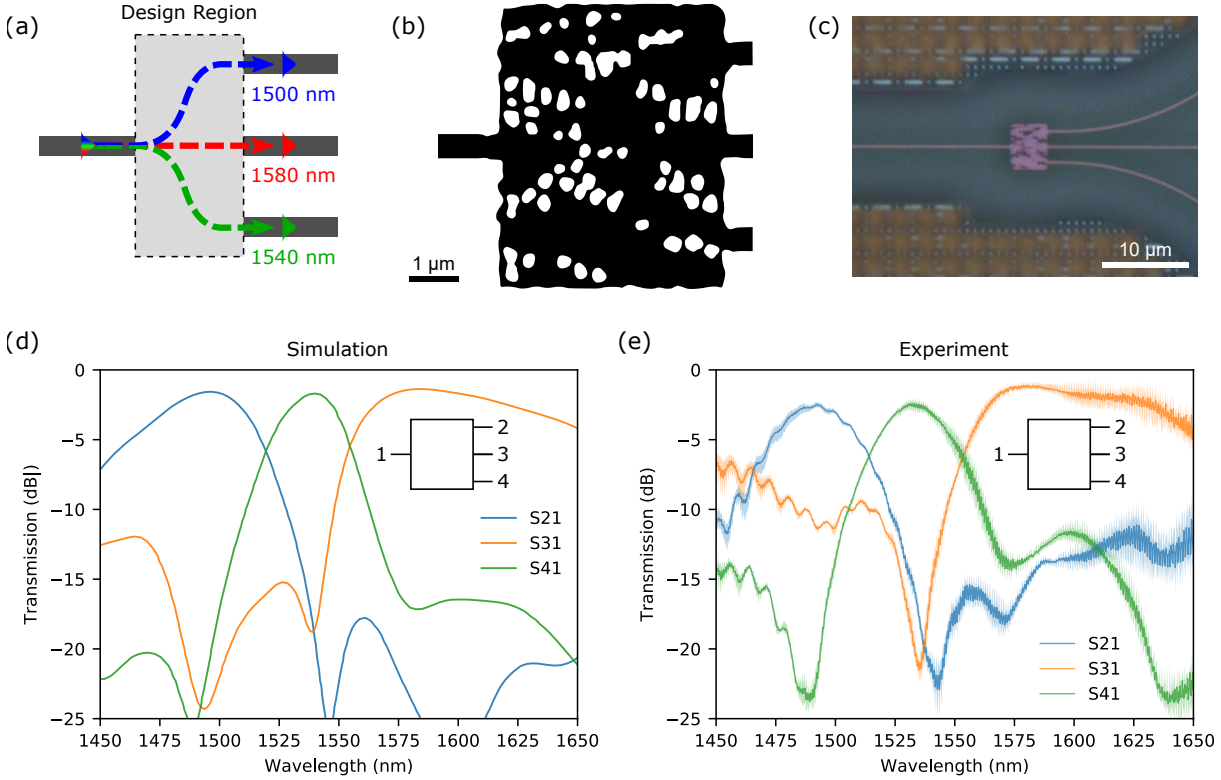 (a)
Design Region
1500 nm
1580 nm
1540 nm
(b)
1 μm
(c)
10 μm
(d)
Simulation
Transmission (dB)
0
−5
−10
−15
−20
−25
1450 1475 1500 1525 1550 1575 1600 1625 1650
Wavelength (nm)
1
2
3
4
S21
S31
S41
(e)
Experiment
Transmission (dB)
0
−5
−10
−15
−20
−25
1450 1475 1500 1525 1550 1575 1600 1625 1650
Wavelength (nm)
1
2
3
4
S21
S31
S41